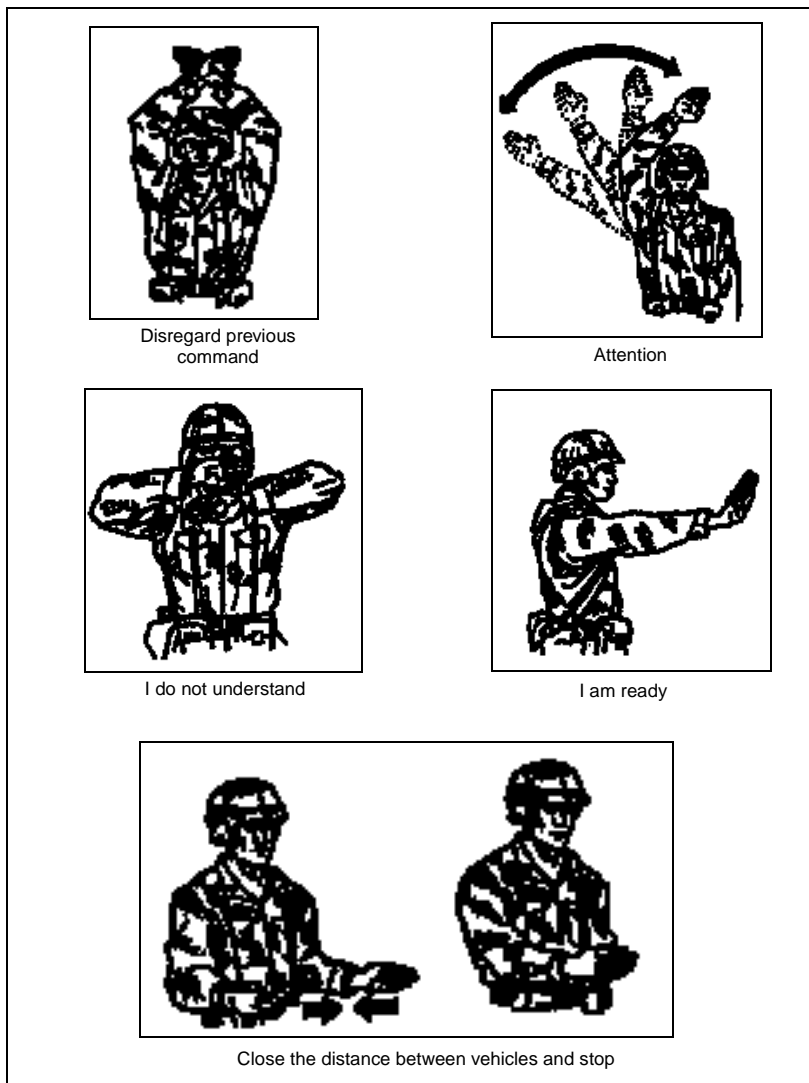 Disregard previous
command
Attention
I do not understand
I am ready
Close the distance between vehicles and stop